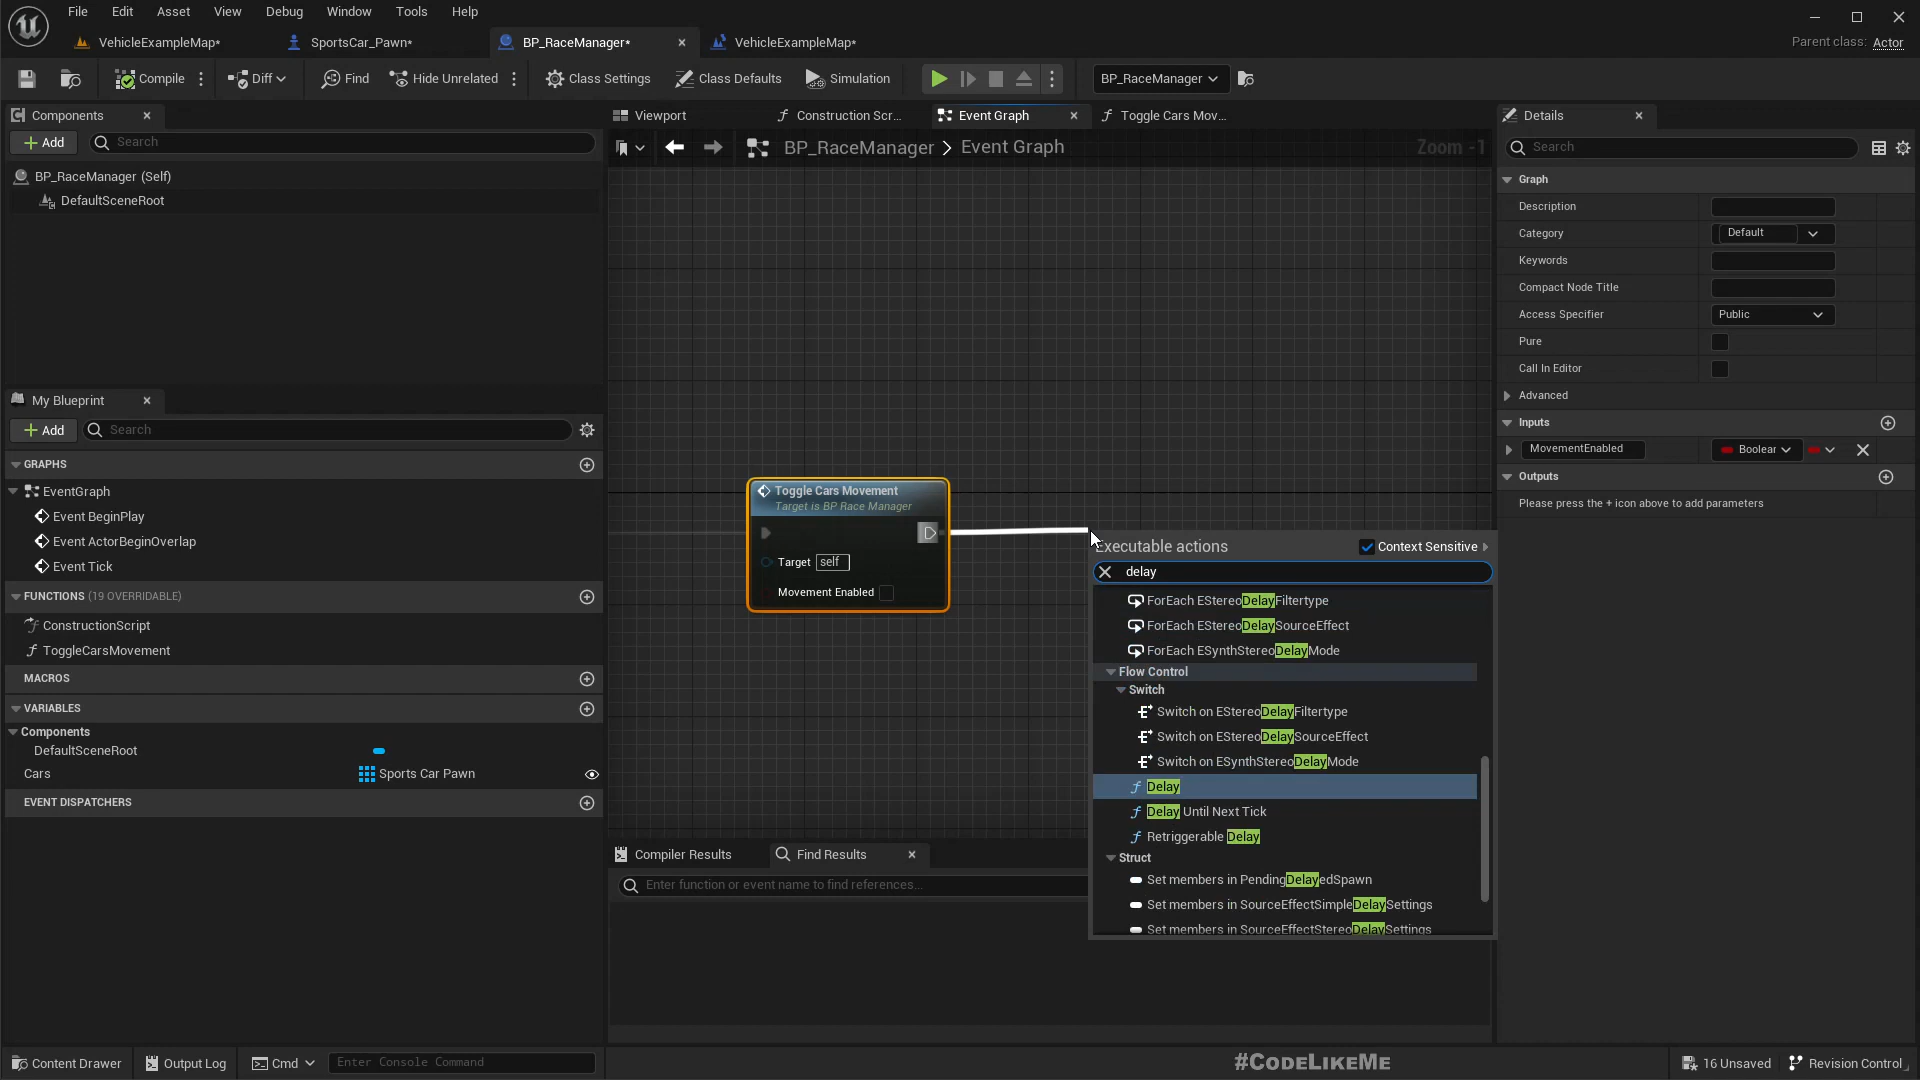 File Edit Asset View Debug Window Tools Help
VehicleExampleMap* SportsCar_Pawn* BP_RaceManager* VehicleExampleMap* Parent class: Actor
Compile Diff Find Hide Unrelated Class Settings Class Defaults Simulation BP_RaceManager
Components
Add Search
BP_RaceManager (Self)
DefaultSceneRoot
My Blueprint
Add Search
GRAPHS
EventGraph
Event BeginPlay
Event ActorBeginOverlap
Event Tick
FUNCTIONS (19 OVERRIDABLE)
ConstructionScript
ToggleCarsMovement
MACROS
VARIABLES
Components
DefaultSceneRoot
Cars Sports Car Pawn
EVENT DISPATCHERS
Viewport Construction Scr... Event Graph Toggle Cars Mov...
BP_RaceManager > Event Graph Zoom -1
Toggle Cars Movement
Target is BP Race Manager
Target self
Movement Enabled
Executable actions Context Sensitive
delay
ForEach EStereoDelayFiltertype
ForEach EStereoDelaySourceEffect
ForEach ESynthStereoDelayMode
Flow Control
Switch
Switch on EStereoDelayFiltertype
Switch on EStereoDelaySourceEffect
Switch on ESynthStereoDelayMode
Delay
Delay Until Next Tick
Retriggerable Delay
Struct
Set members in PendingDelayedSpawn
Set members in SourceEffectSimpleDelaySettings
Set members in SourceEffectStereoDelaySettings
Compiler Results Find Results
Enter function or event name to find references...
Details
Search
Graph
Description
Category Default
Keywords
Compact Node Title
Access Specifier Public
Pure
Call In Editor
Advanced
Inputs
MovementEnabled Boolear
Outputs
Please press the + icon above to add parameters
Content Drawer Output Log Cmd Enter Console Command #CODELIKEME 16 Unsaved Revision Control